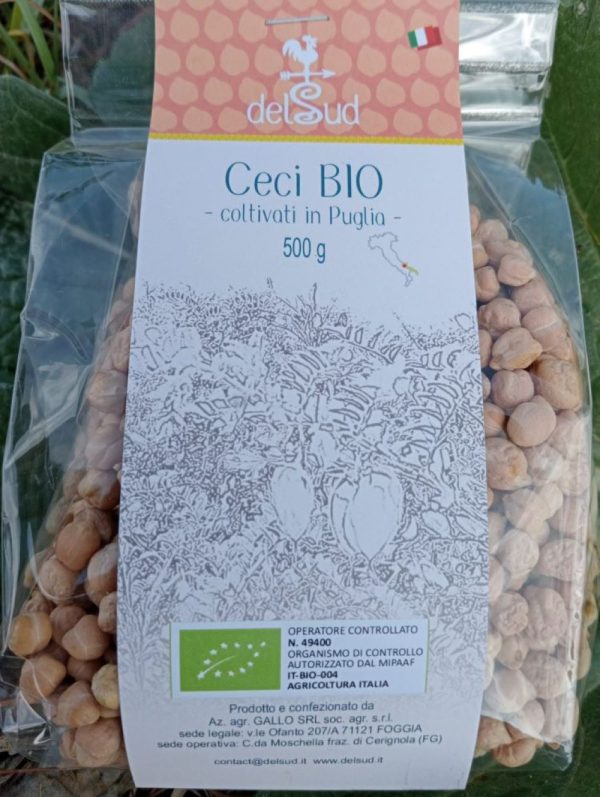 delSud
Ceci BIO
- coltivati in Puglia -
500 g
OPERATORE CONTROLLATO
N. 49400
ORGANISMO DI CONTROLLO
AUTORIZZATO DAL MIPAAF
IT-BIO-004
AGRICOLTURA ITALIA
Prodotto e confezionato da
Az. agr. GALLO SRL soc. agr. s.r.l.
sede legale: v.le Ofanto 207/A 71121 FOGGIA
sede operativa: C.da Moschella fraz. di Cerignola (FG)
contact@delsud.it www.delsud.it